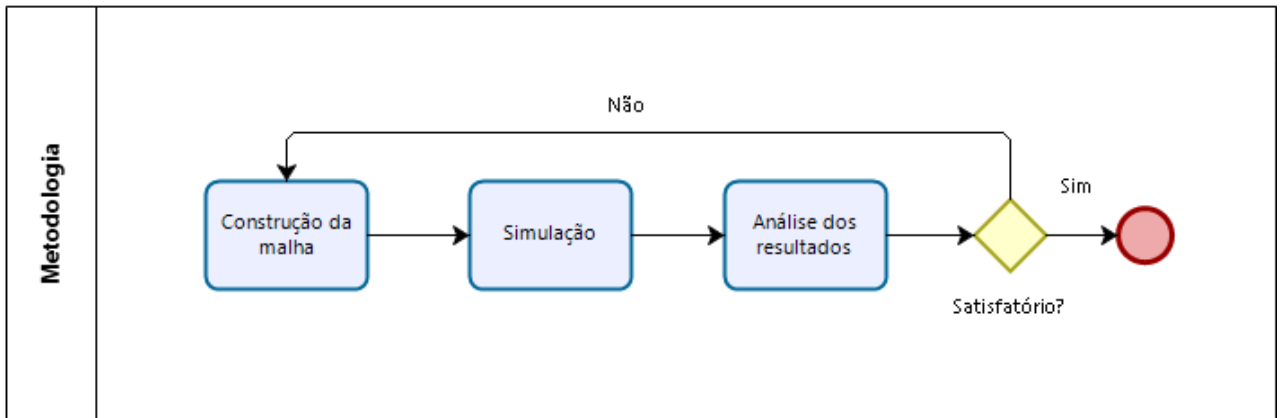 Metodologia
Não
Construção da
malha
Simulação
Análise dos
resultados
Sim
Satisfatório?